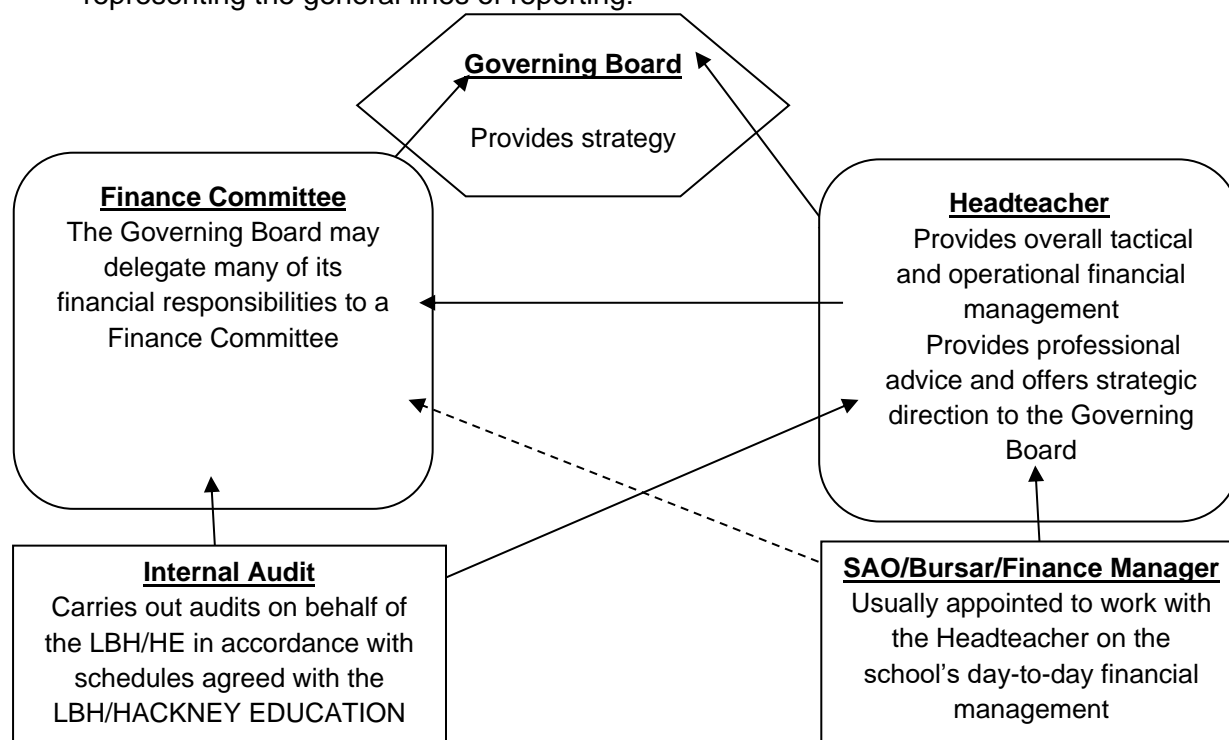 representing the general lines of reporting.
Governing Board
Provides strategy
Finance Committee
The Governing Board may
delegate many of its
financial responsibilities to a
Finance Committee
Headteacher
Provides overall tactical
and operational financial
management
Provides professional
advice and offers strategic
direction to the Governing
Board
Internal Audit
Carries out audits on behalf of
the LBH/HE in accordance with
schedules agreed with the
LBH/HACKNEY EDUCATION
SAO/Bursar/Finance Manager
Usually appointed to work with
the Headteacher on the
school’s day-to-day financial
management